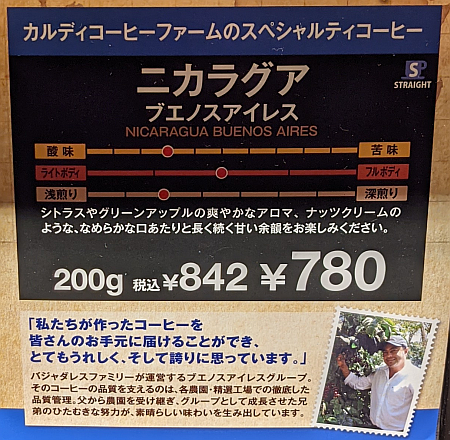 カルディコーヒーファームのスペシャルティコーヒー
ニカラグア
SP
STRAIGHT
ブエノスアイレス
NICARAGUA BUENOS AIRES
酸味 苦味
ライトボディ フルボディ
浅煎り 深煎り
シトラスやグリーンアップルの爽やかなアロマ、ナッツクリームの
ような、なめらかな口あたりと長く続く甘い余韻をお楽しみください。
200g 税込¥842 ¥780
「私たちが作ったコーヒーを
皆さんのお手元に届けることができ、
とてもうれしく、そして誇りに思っています。」
バジャダレスファミリーが運営するブエノスアイレスグループ。
そのコーヒーの品質を支えるのは、各農園・精選工場での徹底した
品質管理。父から農園を受け継ぎ、グループとして成長させた兄
弟のひたむきな努力が、素晴らしい味わいを生み出しています。